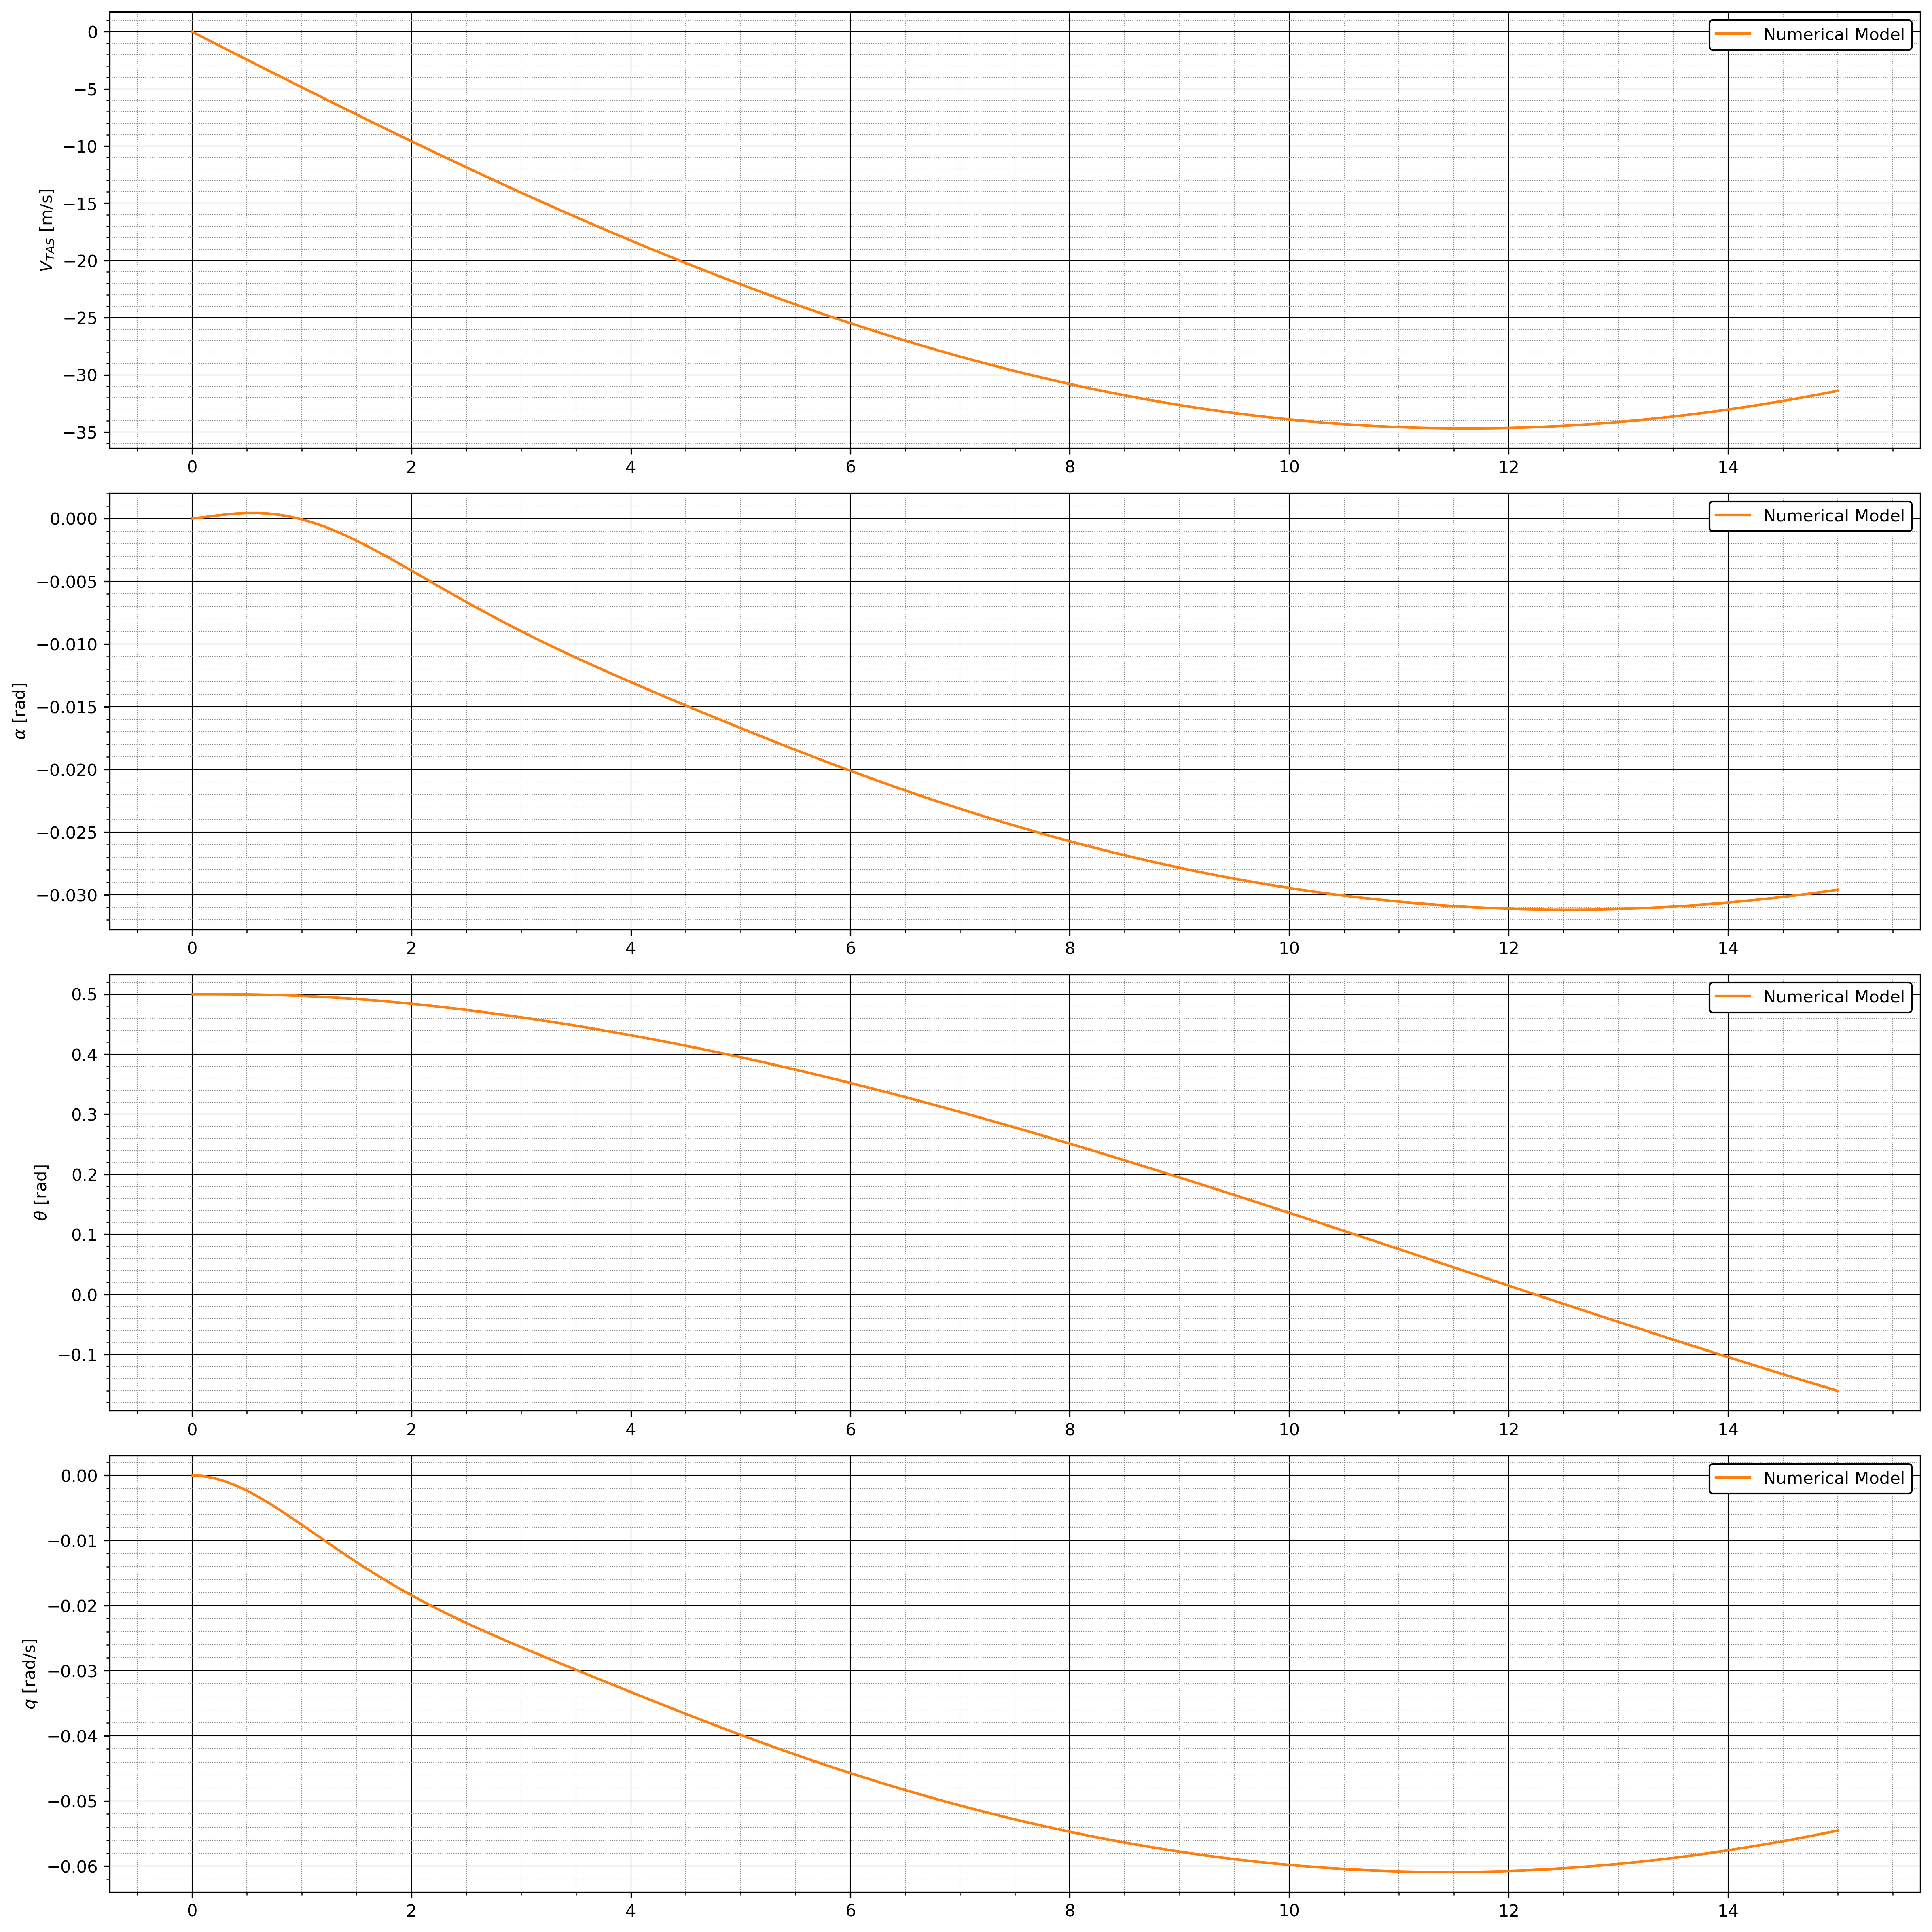 Numerical Model
0
−5
−10
−15
−20
−25
−30
−35
V_TAS [m/s]
0 2 4 6 8 10 12 14
Numerical Model
0.000
−0.005
−0.010
−0.015
−0.020
−0.025
−0.030
α [rad]
0 2 4 6 8 10 12 14
Numerical Model
0.5
0.4
0.3
0.2
0.1
0.0
−0.1
θ [rad]
0 2 4 6 8 10 12 14
Numerical Model
0.00
−0.01
−0.02
−0.03
−0.04
−0.05
−0.06
q [rad/s]
0 2 4 6 8 10 12 14